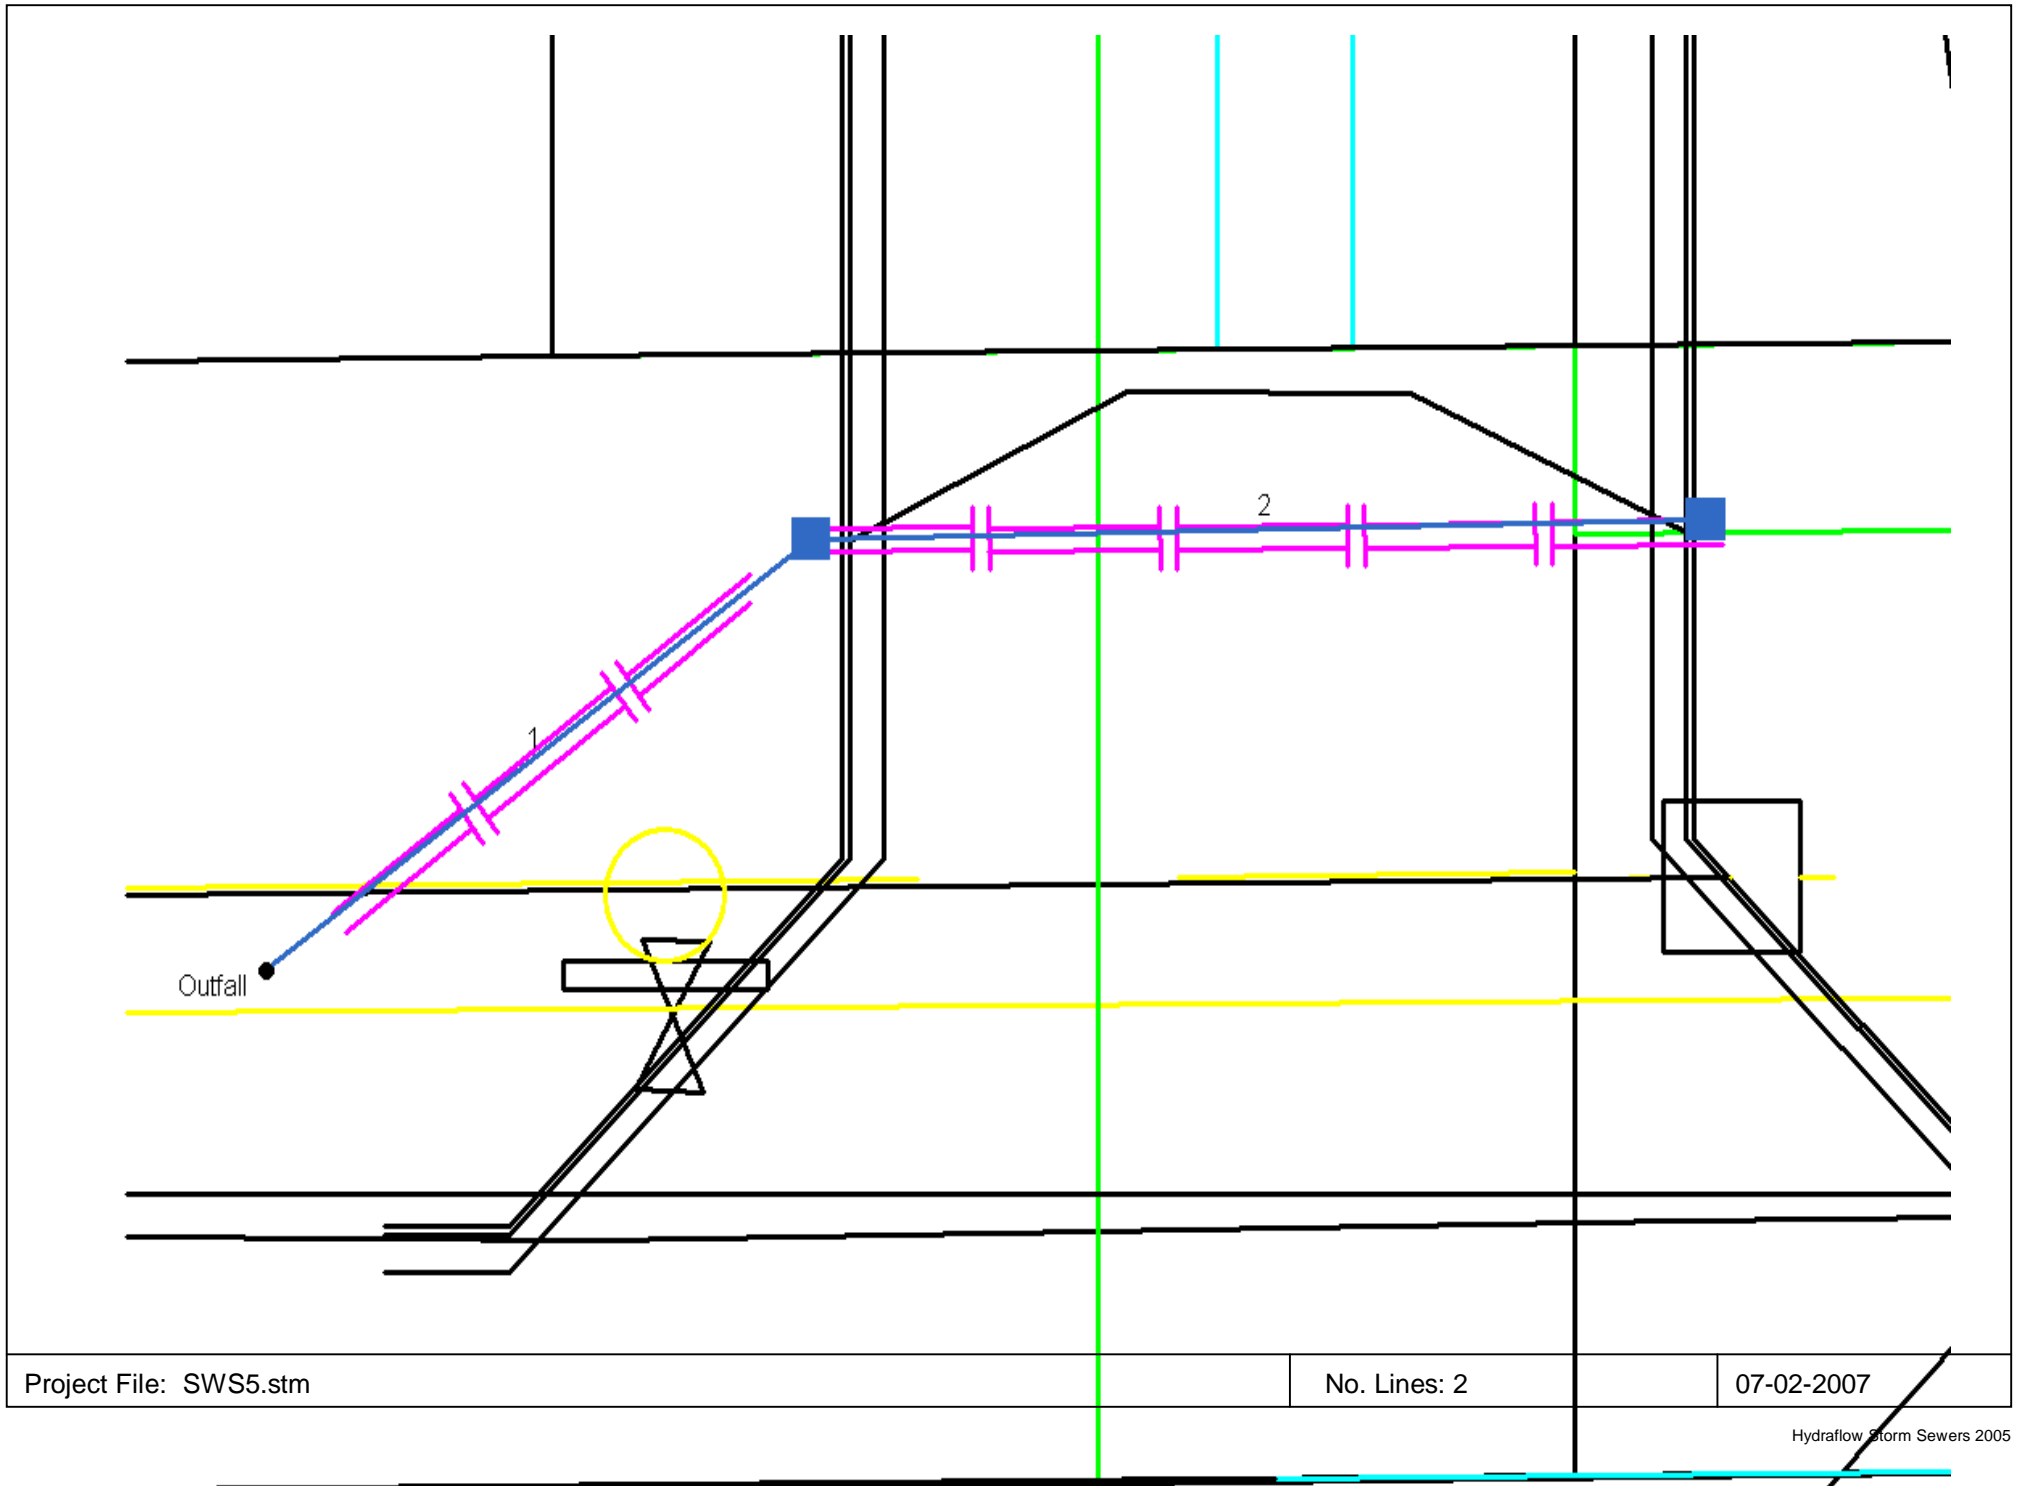 2
1
Outfall
Project File: SWS5.stm
No. Lines: 2
07-02-2007
Hydraflow Storm Sewers 2005